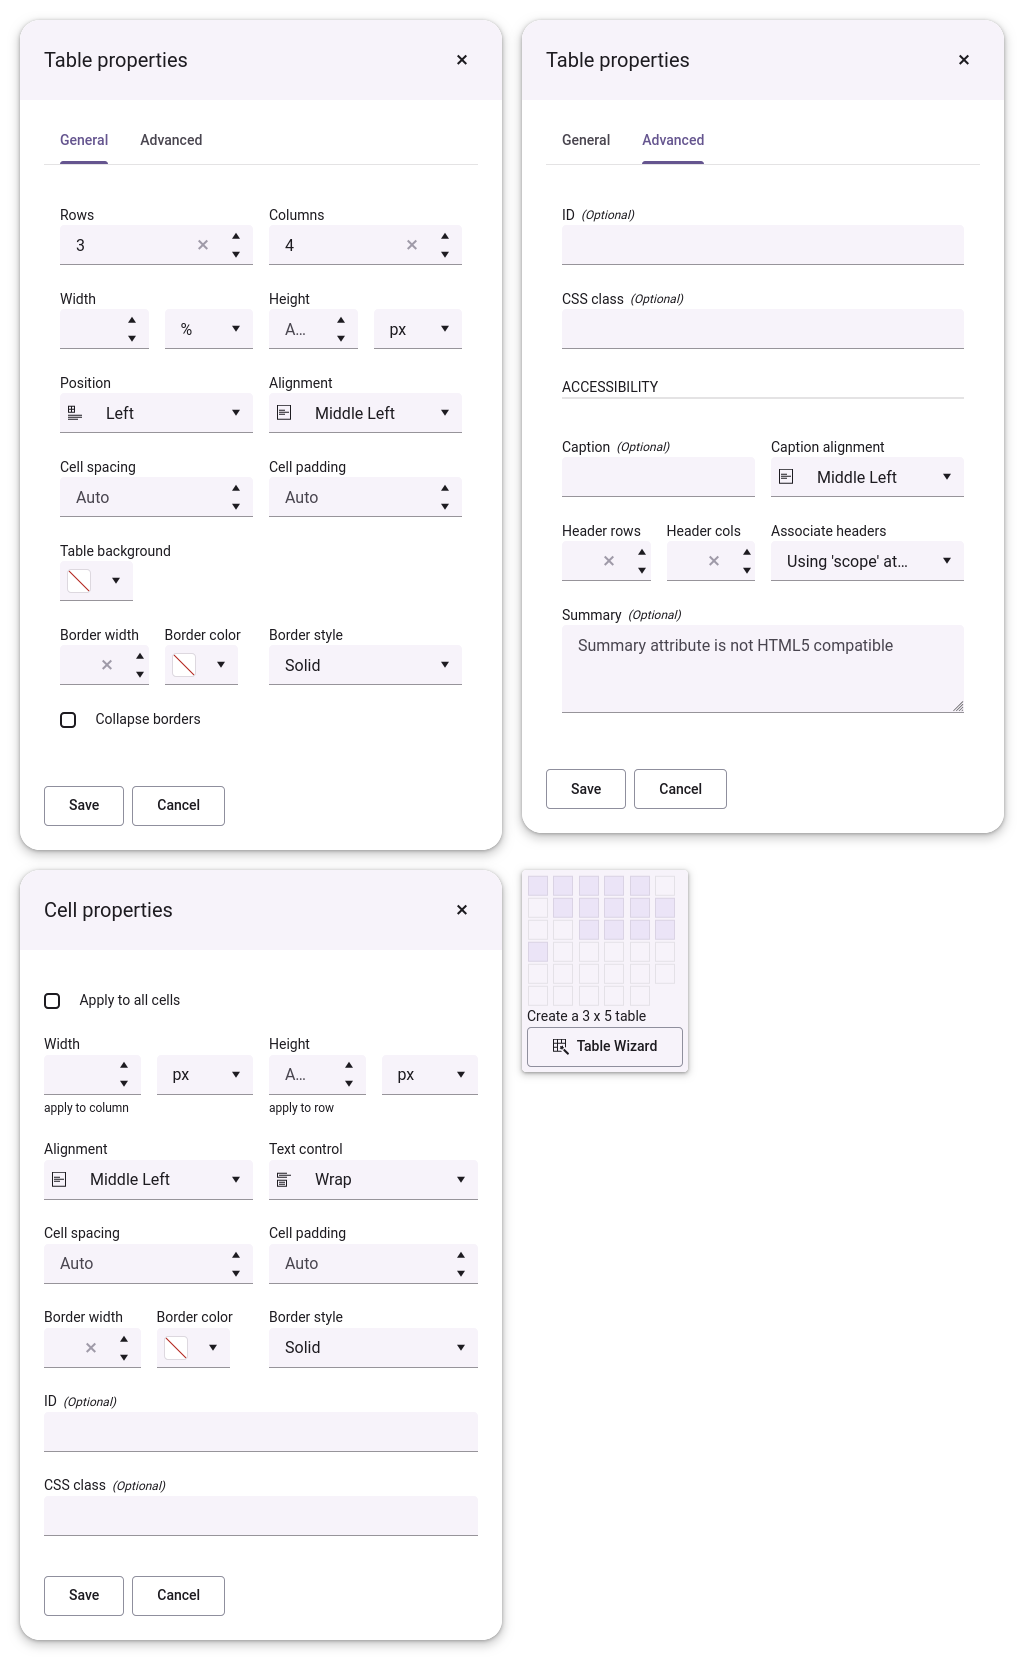 Table properties
General Advanced
Rows Columns
3 4
Width Height
% A... px
Position Alignment
Left Middle Left
Cell spacing Cell padding
Auto Auto
Table background
Border width Border color Border style
Solid
Collapse borders
Save Cancel
Table properties
General Advanced
ID (Optional)
CSS class (Optional)
ACCESSIBILITY
Caption (Optional) Caption alignment
Middle Left
Header rows Header cols Associate headers
Using 'scope' at...
Summary (Optional)
Summary attribute is not HTML5 compatible
Save Cancel
Cell properties
Apply to all cells
Width Height
px A... px
apply to column apply to row
Alignment Text control
Middle Left Wrap
Cell spacing Cell padding
Auto Auto
Border width Border color Border style
Solid
ID (Optional)
CSS class (Optional)
Save Cancel
Create a 3 x 5 table
Table Wizard